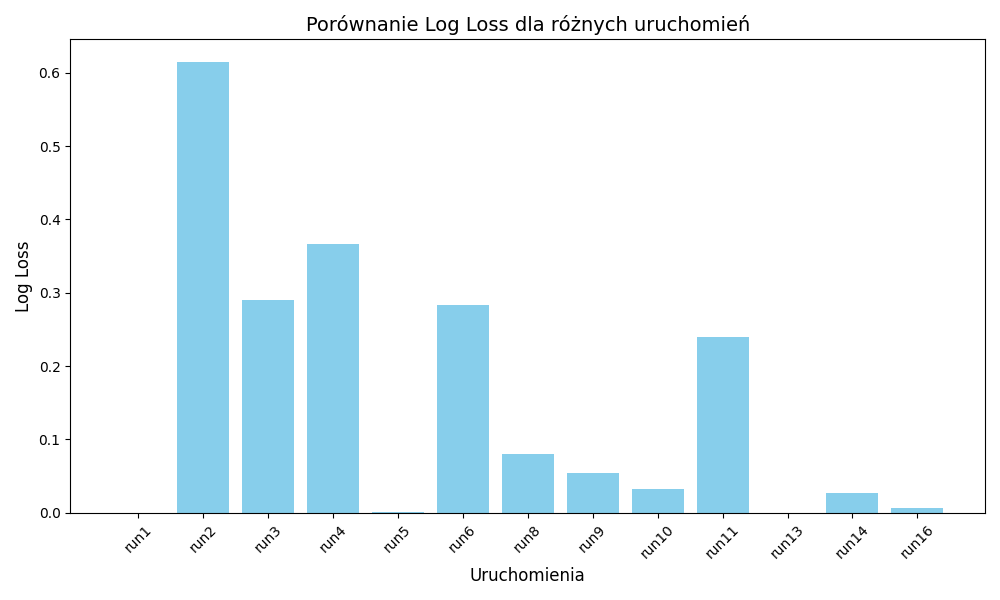 Porównanie Log Loss dla różnych uruchomień
Log Loss
0.6
0.5
0.4
0.3
0.2
0.1
0.0
run1 run2 run3 run4 run5 run6 run8 run9 run10 run11 run13 run14 run16
Uruchomienia